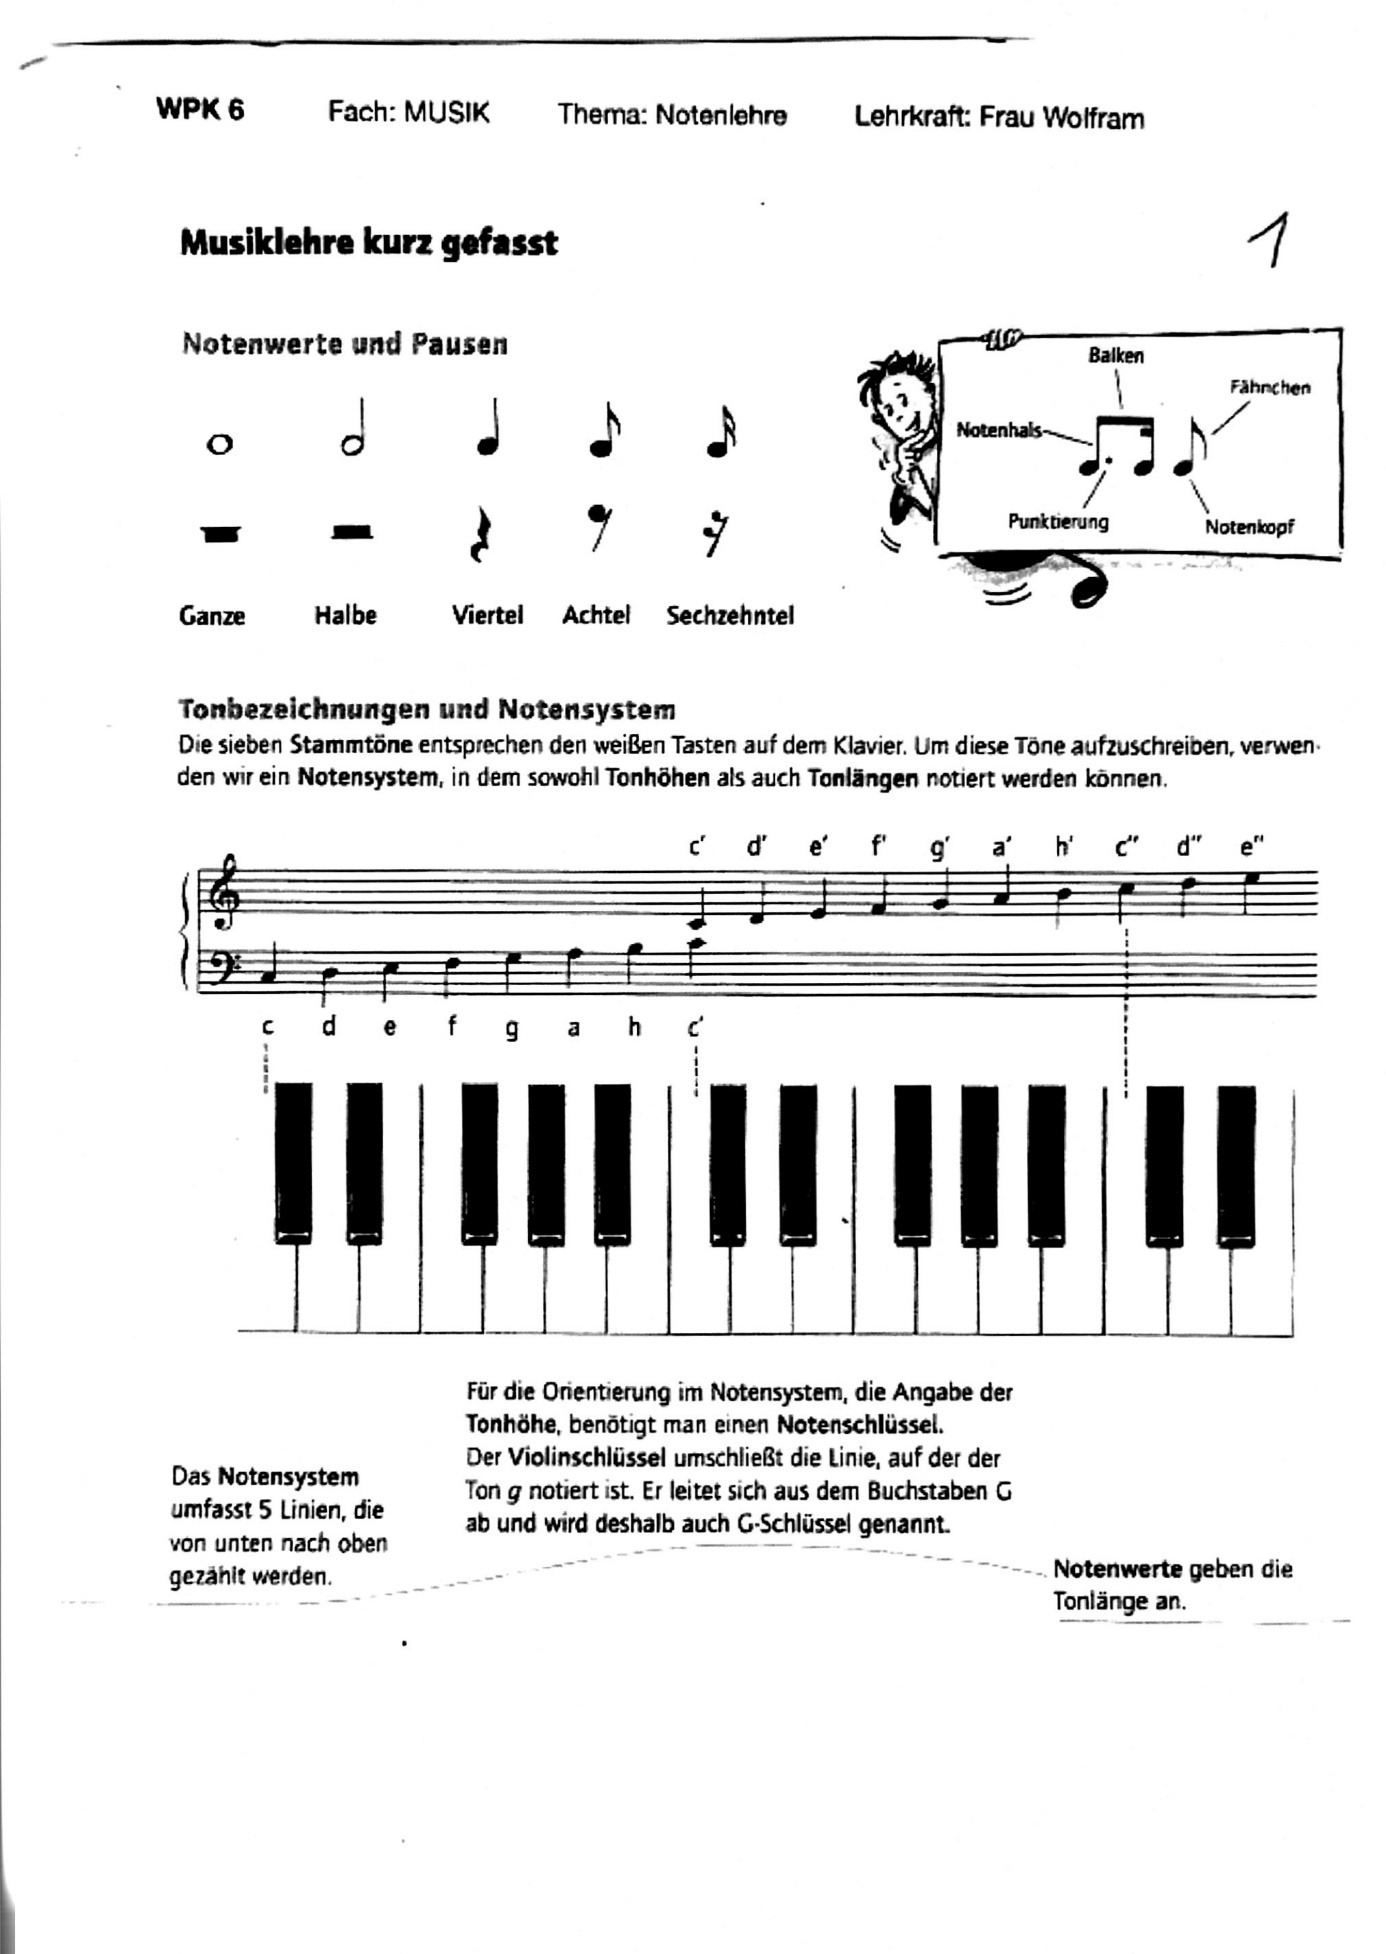 WPK 6 Fach: MUSIK Thema: Notenlehre Lehrkraft: Frau Wolfram
1
Musiklehre kurz gefasst
Notenwerte und Pausen
Balken
Fähnchen
Notenhals
Punktierung
Notenkopf
Ganze Halbe Viertel Achtel Sechzehntel
Tonbezeichnungen und Notensystem
Die sieben Stammtöne entsprechen den weißen Tasten auf dem Klavier. Um diese Töne aufzuschreiben, verwen-
den wir ein Notensystem, in dem sowohl Tonhöhen als auch Tonlängen notiert werden können.
c' d' e' f' g' a' h' c'' d'' e''
c d e f g a h c'
Für die Orientierung im Notensystem, die Angabe der
Tonhöhe, benötigt man einen Notenschlüssel.
Der Violinschlüssel umschließt die Linie, auf der der
Ton g notiert ist. Er leitet sich aus dem Buchstaben G
ab und wird deshalb auch G-Schlüssel genannt.
Das Notensystem
umfasst 5 Linien, die
von unten nach oben
gezählt werden.
Notenwerte geben die
Tonlänge an.